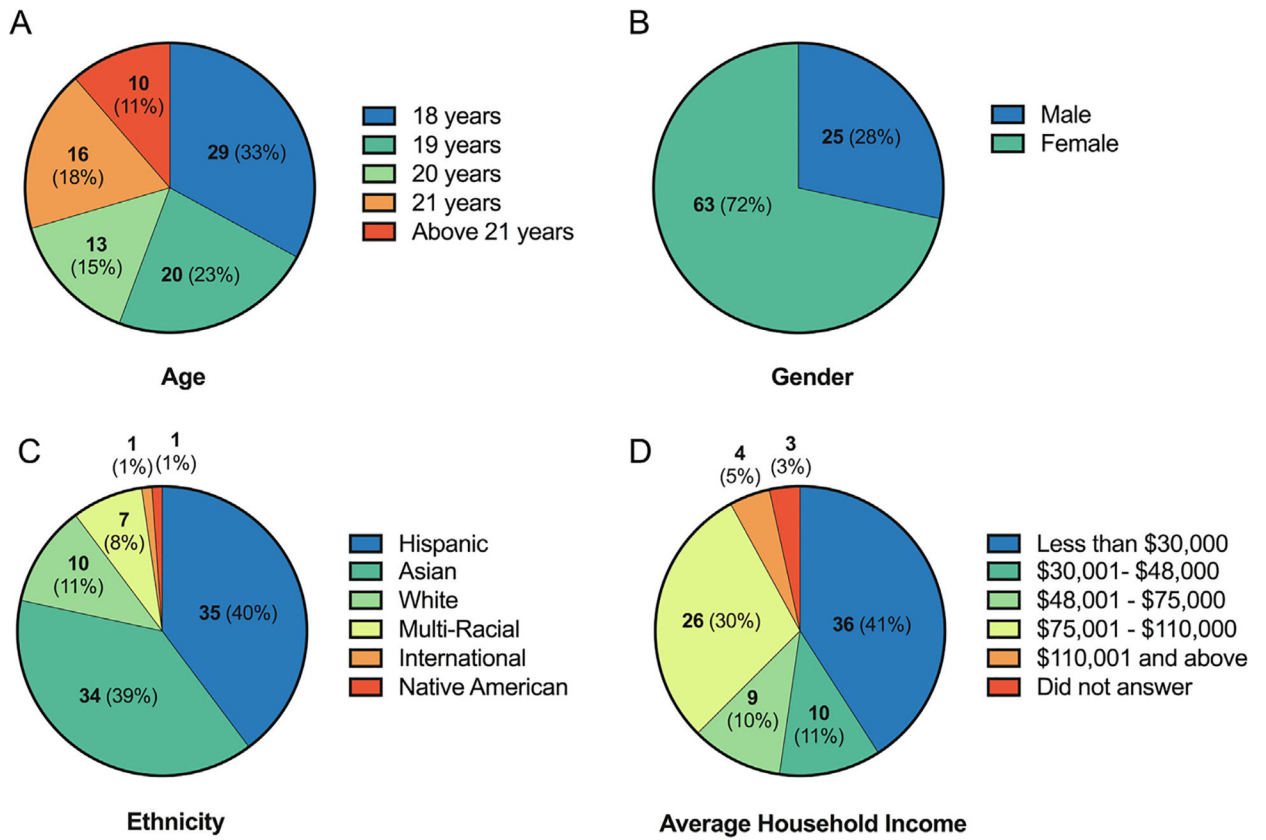 A
10
(11%)
29 (33%)
16
(18%)
13
(15%)
20 (23%)
18 years
19 years
20 years
21 years
Above 21 years
Age
B
25 (28%)
63 (72%)
Male
Female
Gender
C
1
(1%)
1
(1%)
7
(8%)
10
(11%)
35 (40%)
34 (39%)
Hispanic
Asian
White
Multi-Racial
International
Native American
Ethnicity
D
4
(5%)
3
(3%)
26 (30%)
36 (41%)
9
(10%)
10
(11%)
Less than $30,000
$30,001- $48,000
$48,001 - $75,000
$75,001 - $110,000
$110,001 and above
Did not answer
Average Household Income